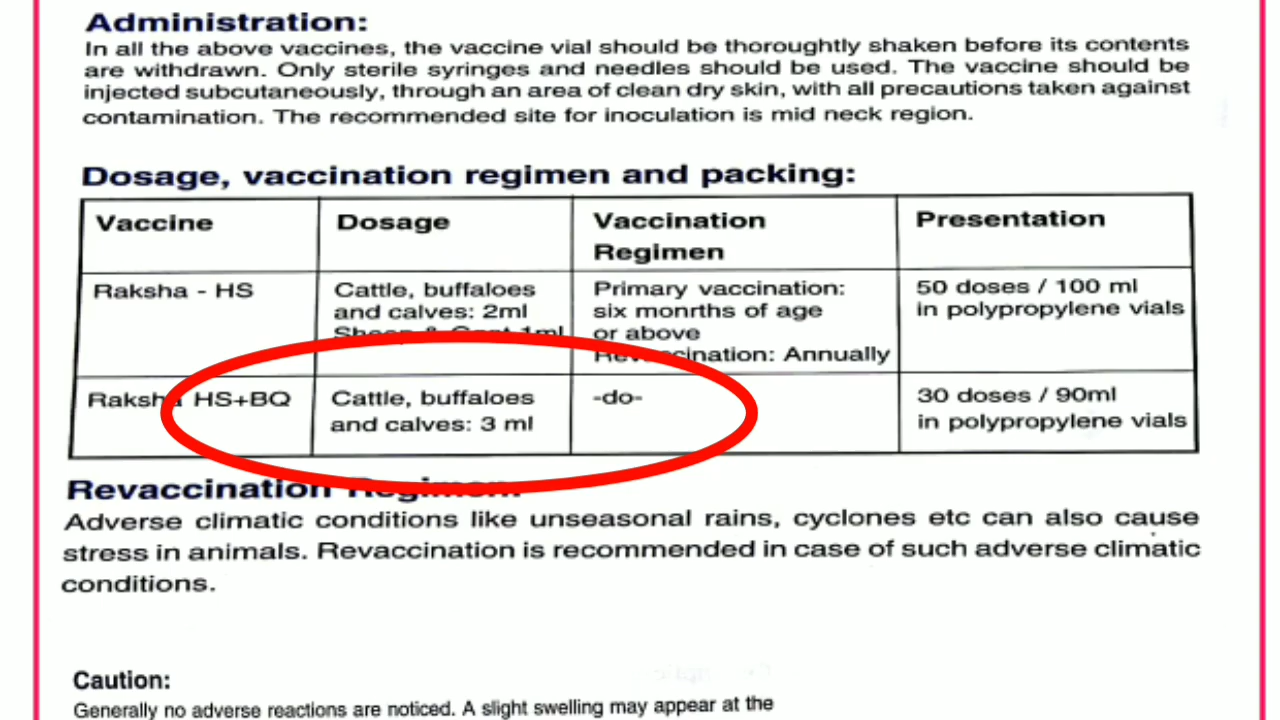 Administration:
In all the above vaccines, the vaccine vial should be thoroughtly shaken before its contents
are withdrawn. Only sterile syringes and needles should be used. The vaccine should be
injected subcutaneously, through an area of clean dry skin, with all precautions taken against
contamination. The recommended site for inoculation is mid neck region.
Dosage, vaccination regimen and packing:
Vaccine
Dosage
Vaccination
Regimen
Presentation
Raksha - HS
Cattle, buffaloes
and calves: 2ml
Sheep & Goat 1ml
Primary vaccination:
six monrths of age
or above
Revaccination: Annually
50 doses / 100 ml
in polypropylene vials
Raksha HS+BQ
Cattle, buffaloes
and calves: 3 ml
-do-
30 doses / 90ml
in polypropylene vials
Revaccination Regimen:
Adverse climatic conditions like unseasonal rains, cyclones etc can also cause
stress in animals. Revaccination is recommended in case of such adverse climatic
conditions.
Caution:
Generally no adverse reactions are noticed. A slight swelling may appear at the